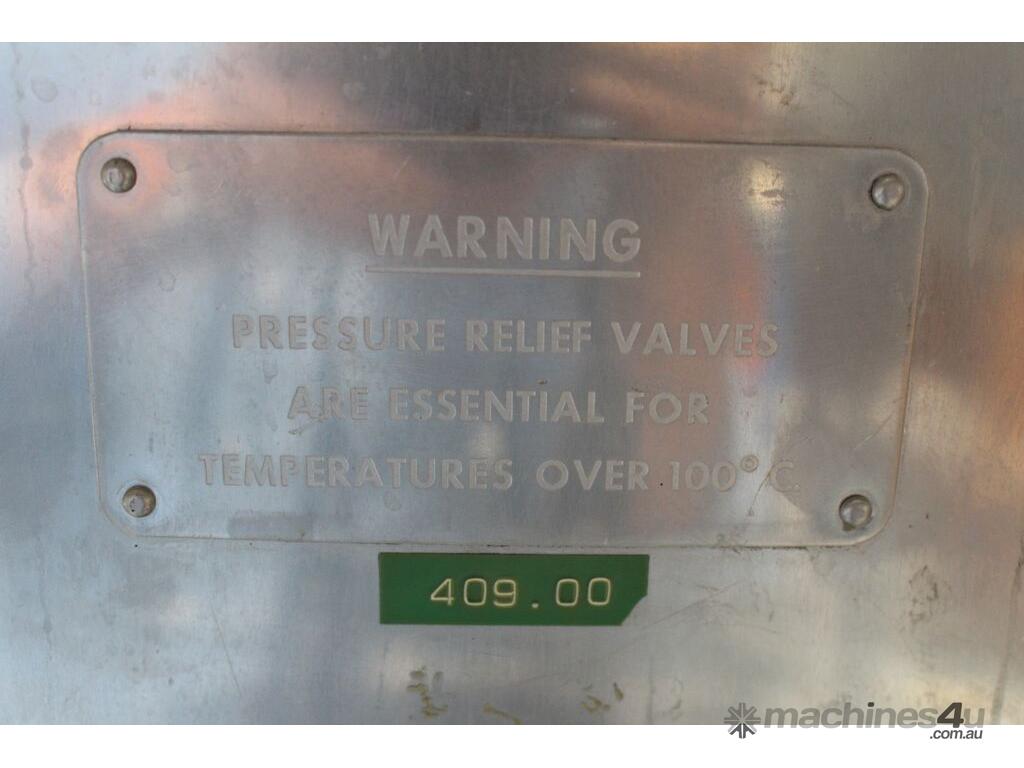 WARNING
PRESSURE RELIEF VALVES
ARE ESSENTIAL FOR
TEMPERATURES OVER 100°C.
409.00
machines4u
.com.au